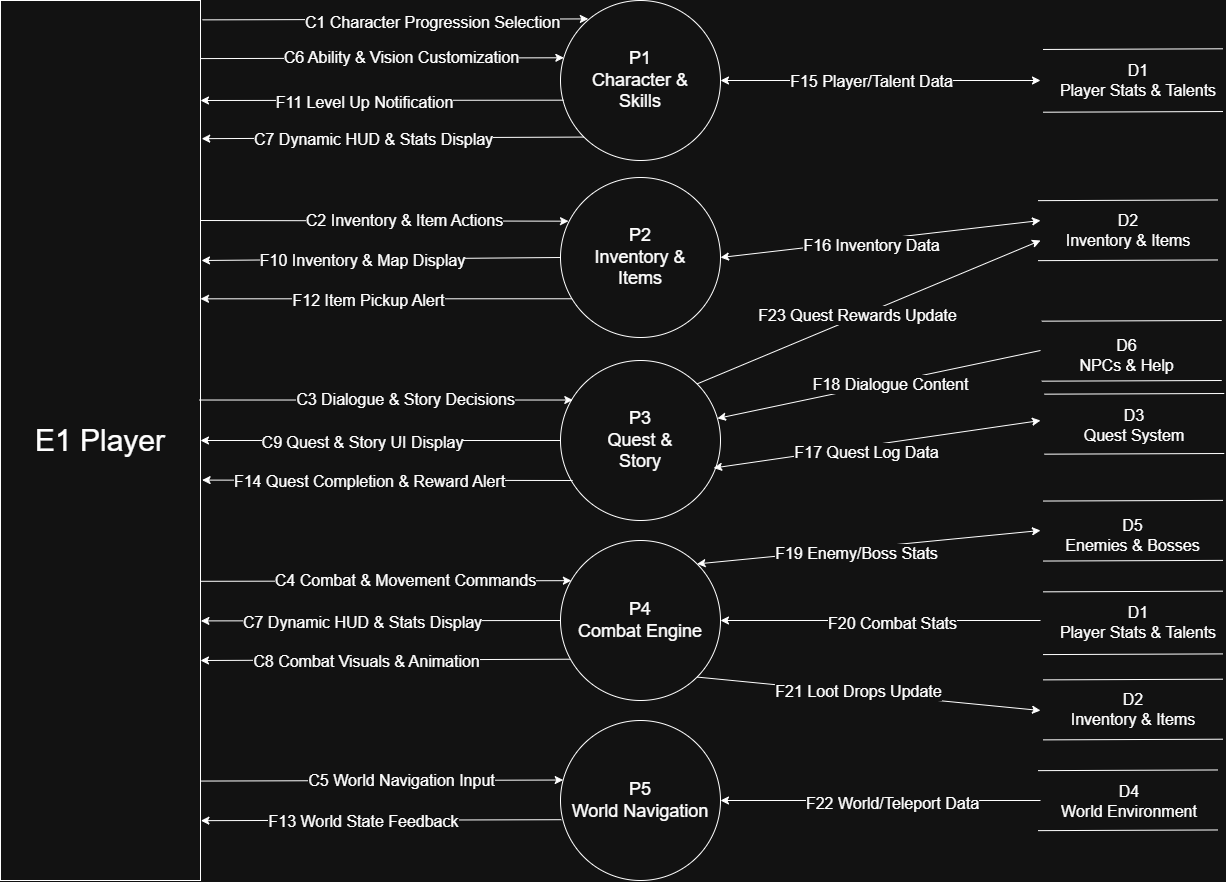 E1 Player
C1 Character Progression Selection
C6 Ability & Vision Customization
F11 Level Up Notification
C7 Dynamic HUD & Stats Display
P1
Character &
Skills
F15 Player/Talent Data
D1
Player Stats & Talents
C2 Inventory & Item Actions
F10 Inventory & Map Display
F12 Item Pickup Alert
P2
Inventory &
Items
F16 Inventory Data
D2
Inventory & Items
F23 Quest Rewards Update
C3 Dialogue & Story Decisions
C9 Quest & Story UI Display
F14 Quest Completion & Reward Alert
P3
Quest &
Story
F18 Dialogue Content
D6
NPCs & Help
F17 Quest Log Data
D3
Quest System
C4 Combat & Movement Commands
C7 Dynamic HUD & Stats Display
C8 Combat Visuals & Animation
P4
Combat Engine
F19 Enemy/Boss Stats
D5
Enemies & Bosses
F20 Combat Stats
D1
Player Stats & Talents
F21 Loot Drops Update
D2
Inventory & Items
C5 World Navigation Input
F13 World State Feedback
P5
World Navigation
F22 World/Teleport Data
D4
World Environment